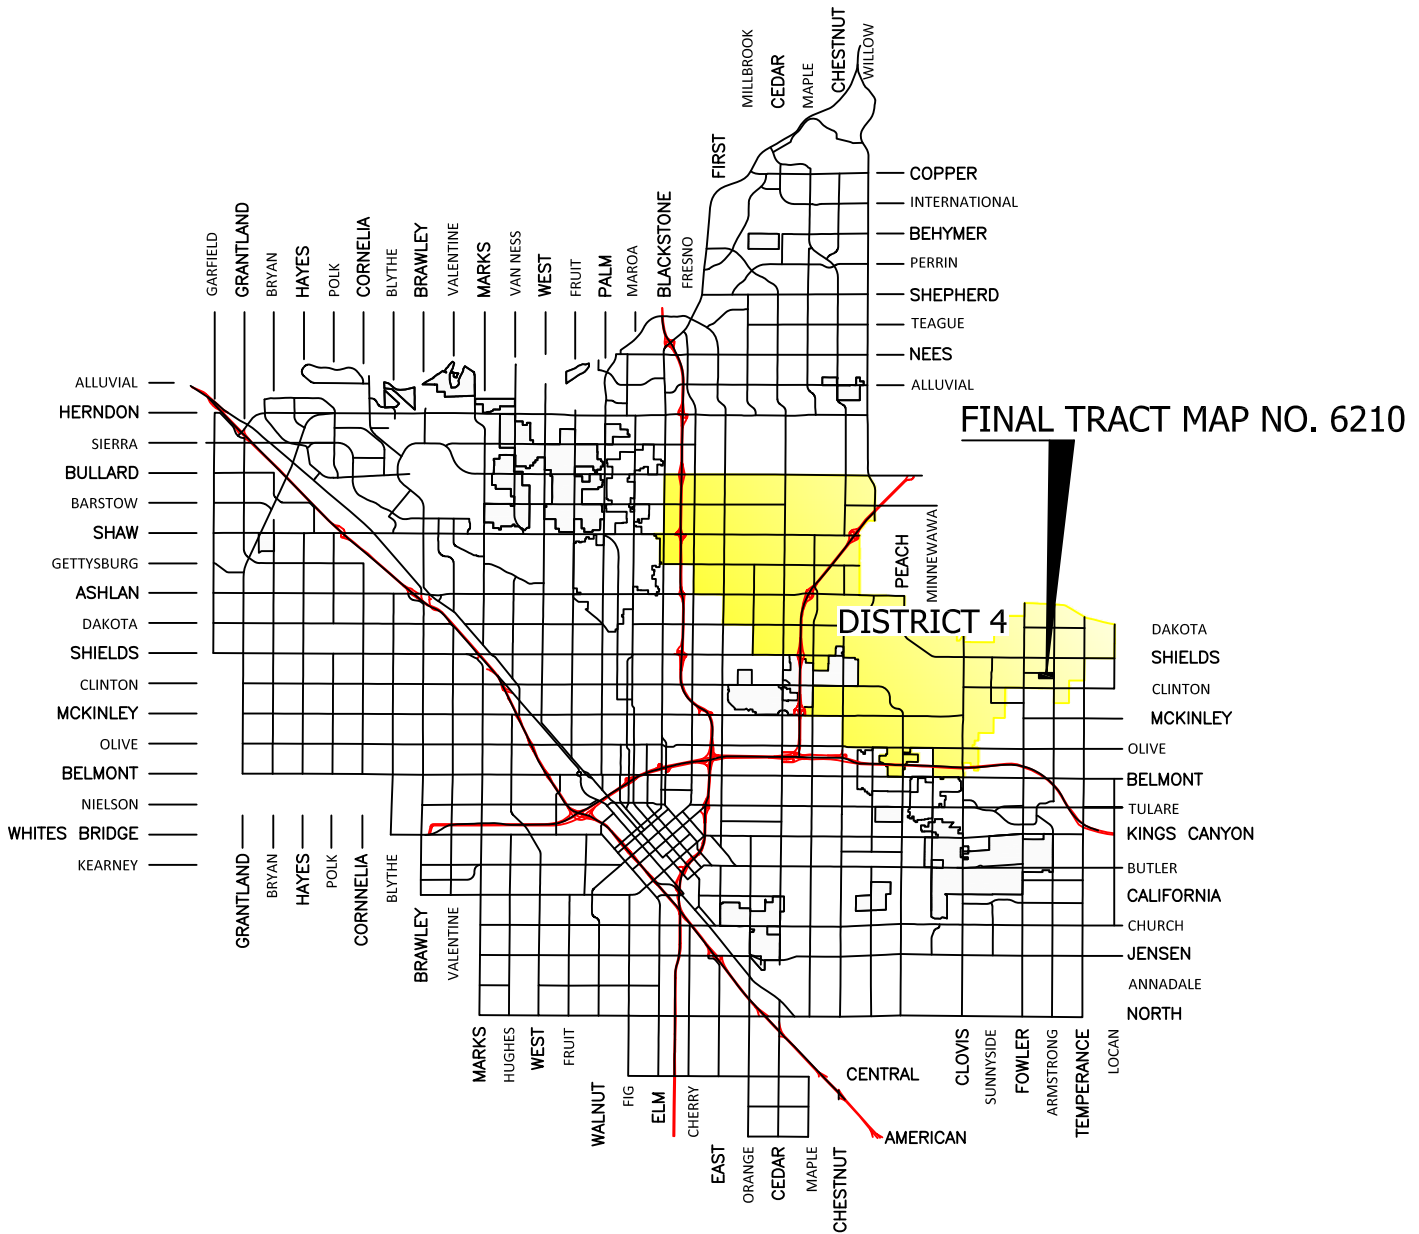 MILLBROOK
CEDAR
MAPLE
CHESTNUT
WILLOW
FIRST
COPPER
INTERNATIONAL
BEHYMER
PERRIN
SHEPHERD
TEAGUE
NEES
ALLUVIAL
GARFIELD
GRANTLAND
BRYAN
HAYES
POLK
CORNELIA
BLYTHE
BRAWLEY
VALENTINE
MARKS
VAN NESS
WEST
FRUIT
PALM
MAROA
BLACKSTONE
FRESNO
ALLUVIAL
HERNDON
SIERRA
BULLARD
BARSTOW
SHAW
GETTYSBURG
ASHLAN
DAKOTA
SHIELDS
CLINTON
MCKINLEY
OLIVE
BELMONT
NIELSON
WHITES BRIDGE
KEARNEY
FINAL TRACT MAP NO. 6210
PEACH
MINNEWAWA
DISTRICT 4
DAKOTA
SHIELDS
CLINTON
MCKINLEY
OLIVE
BELMONT
TULARE
KINGS CANYON
BUTLER
CALIFORNIA
CHURCH
JENSEN
ANNADALE
NORTH
GRANTLAND
BRYAN
HAYES
POLK
CORNNELIA
BLYTHE
BRAWLEY
VALENTINE
MARKS
HUGHES
WEST
FRUIT
WALNUT
FIG
ELM
CHERRY
EAST
ORANGE
CEDAR
MAPLE
CHESTNUT
CENTRAL
AMERICAN
CLOVIS
SUNNYSIDE
FOWLER
ARMSTRONG
TEMPERANCE
LOCAN